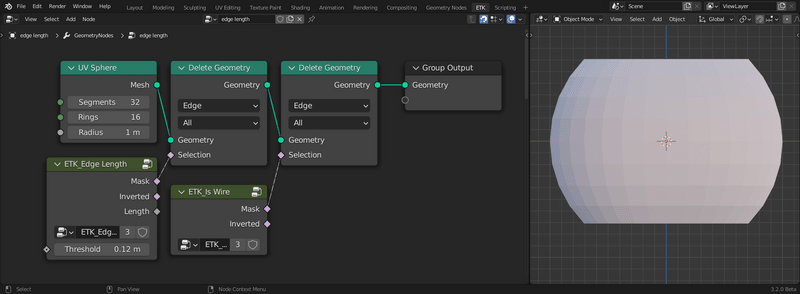 File Edit Render Window Help Layout Modeling Sculpting UV Editing Texture Paint Shading Animation Rendering Compositing Geometry Nodes ETK Scripting Scene ViewLayer
View Select Add Node edge length Object Mode View Select Add Object Global
edge length > GeometryNodes > edge length
UV Sphere
Mesh
Segments 32
Rings 16
Radius 1 m
Delete Geometry
Geometry
Edge
All
Geometry
Selection
Delete Geometry
Geometry
Edge
All
Geometry
Selection
Group Output
Geometry
ETK_Edge Length
Mask
Inverted
Length
ETK_Edg... 3
Threshold 0.12 m
ETK_Is Wire
Mask
Inverted
ETK_... 3
Select Pan View Node Context Menu 3.2.0 Beta